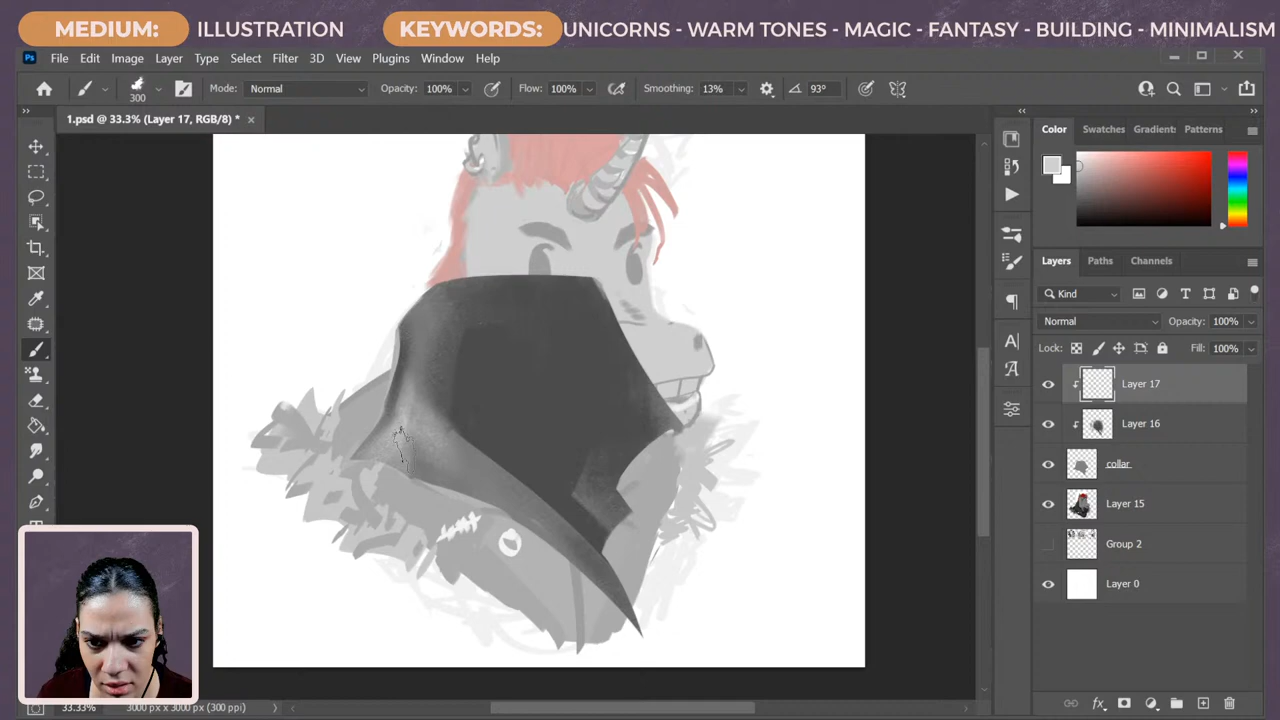 MEDIUM: ILLUSTRATION KEYWORDS: UNICORNS - WARM TONES - MAGIC - FANTASY - BUILDING - MINIMALISM
Ps File Edit Image Layer Type Select Filter 3D View Plugins Window Help
300 Mode: Normal Opacity: 100% Flow: 100% Smoothing: 13% 93°
1.psd @ 33.3% (Layer 17, RGB/8) *
Color Swatches Gradient: Patterns
Layers Paths Channels
Kind
Normal Opacity: 100%
Lock: Fill: 100%
Layer 17
Layer 16
collar
Layer 15
Group 2
Layer 0
fx
33.33% 3000 px x 3000 px (300 ppi)